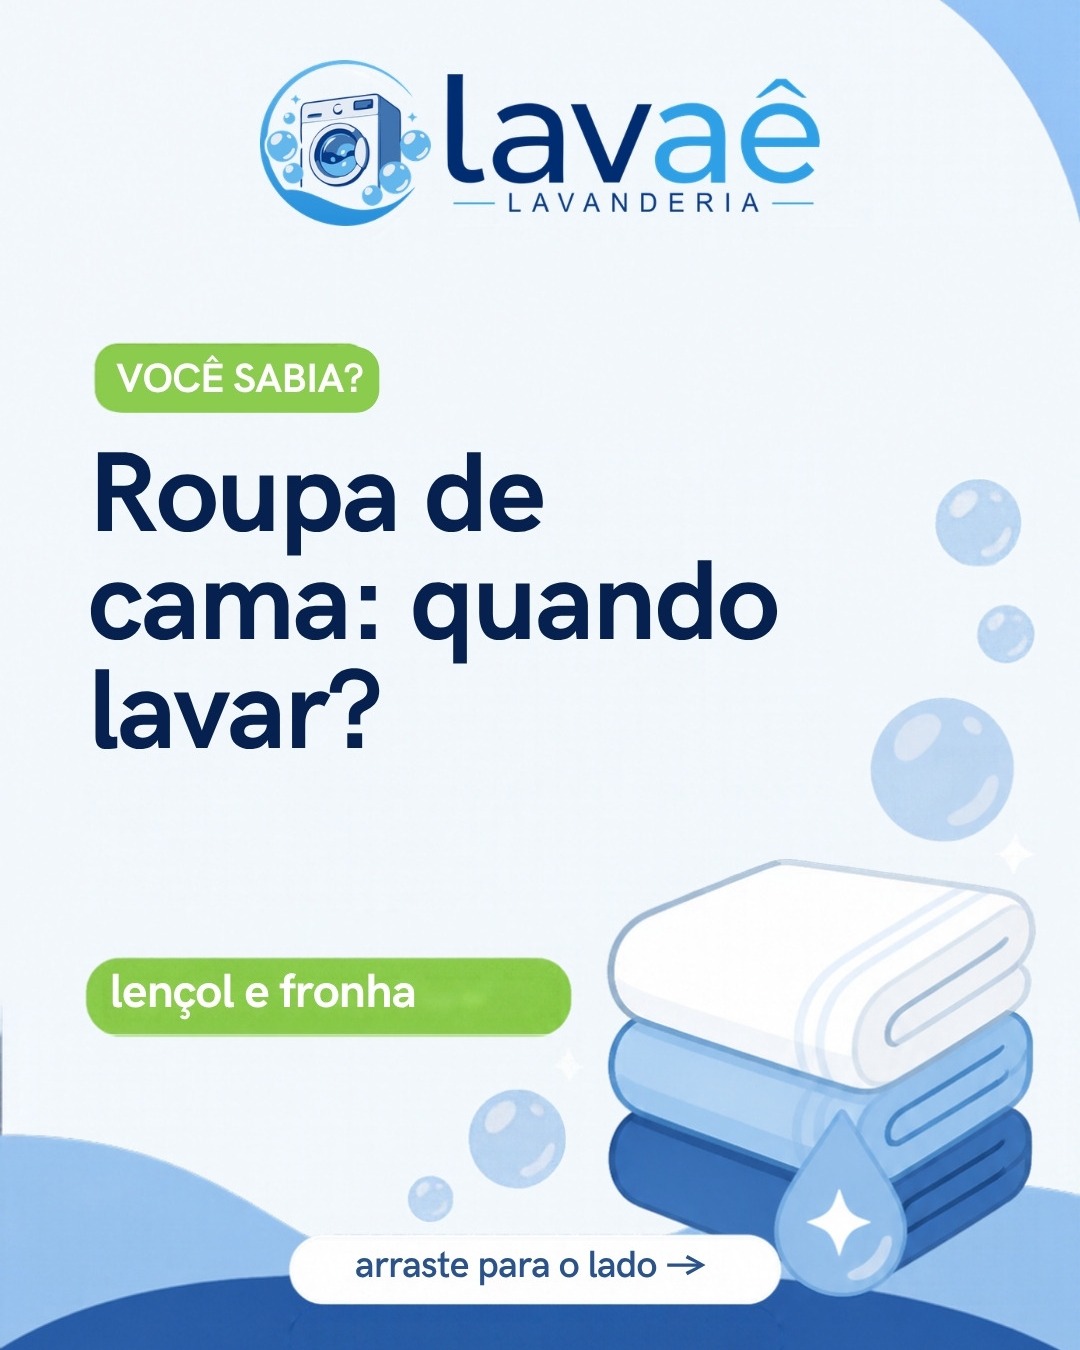 lavaê
LAVANDERIA
VOCÊ SABIA?
Roupa de
cama: quando
lavar?
lençol e fronha
arraste para o lado →